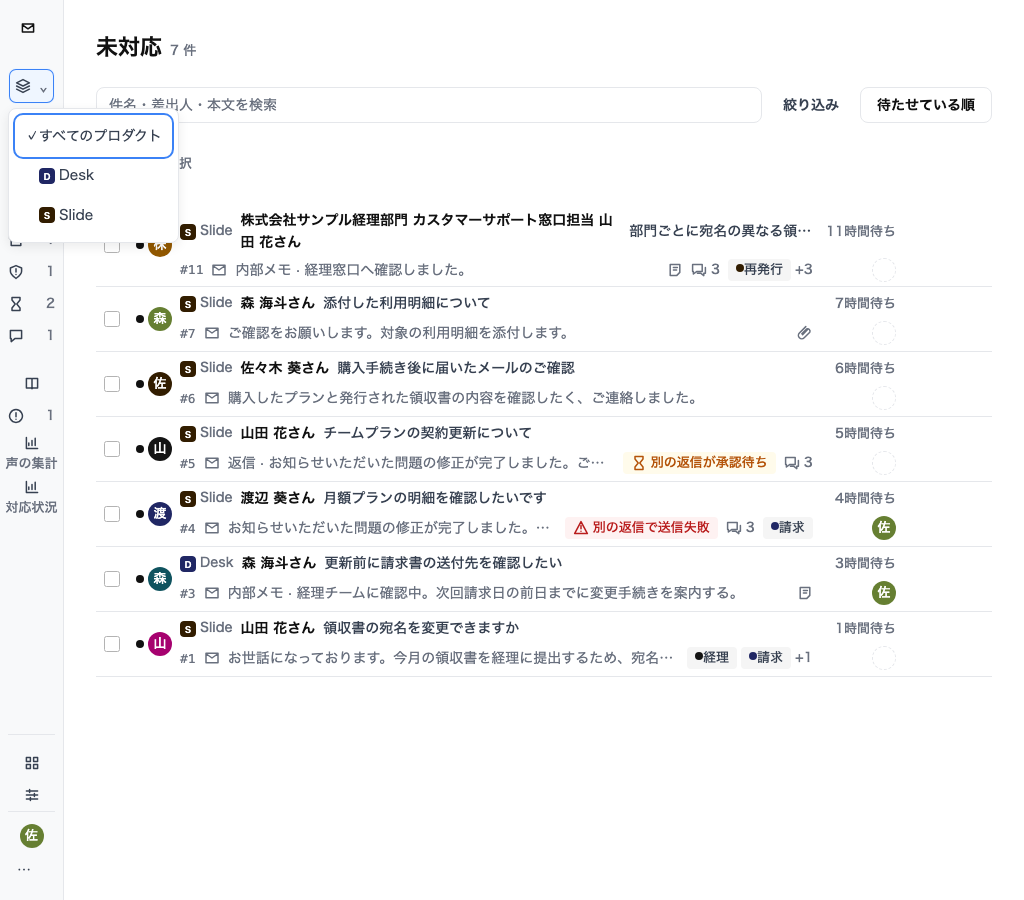 未対応 7 件
件名・差出人・本文を検索
絞り込み
待たせている順
✓すべてのプロダクト
D Desk
S Slide
択
1
2
1
1
声の集計
対応状況
佐
…
S Slide 株式会社サンプル経理部門 カスタマーサポート窓口担当 山田 花さん 部門ごとに宛名の異なる領… 11時間待ち
#11 内部メモ · 経理窓口へ確認しました。 3 再発行 +3
森 S Slide 森 海斗さん 添付した利用明細について 7時間待ち
#7 ご確認をお願いします。対象の利用明細を添付します。
佐 S Slide 佐々木 葵さん 購入手続き後に届いたメールのご確認 6時間待ち
#6 購入したプランと発行された領収書の内容を確認したく、ご連絡しました。
山 S Slide 山田 花さん チームプランの契約更新について 5時間待ち
#5 返信 · お知らせいただいた問題の修正が完了しました。ご… 別の返信が承認待ち 3
渡 S Slide 渡辺 葵さん 月額プランの明細を確認したいです 4時間待ち
#4 お知らせいただいた問題の修正が完了しました。… 別の返信で送信失敗 3 請求 佐
森 D Desk 森 海斗さん 更新前に請求書の送付先を確認したい 3時間待ち
#3 内部メモ · 経理チームに確認中。次回請求日の前日までに変更手続きを案内する。 佐
山 S Slide 山田 花さん 領収書の宛名を変更できますか 1時間待ち
#1 お世話になっております。今月の領収書を経理に提出するため、宛名… 経理 請求 +1